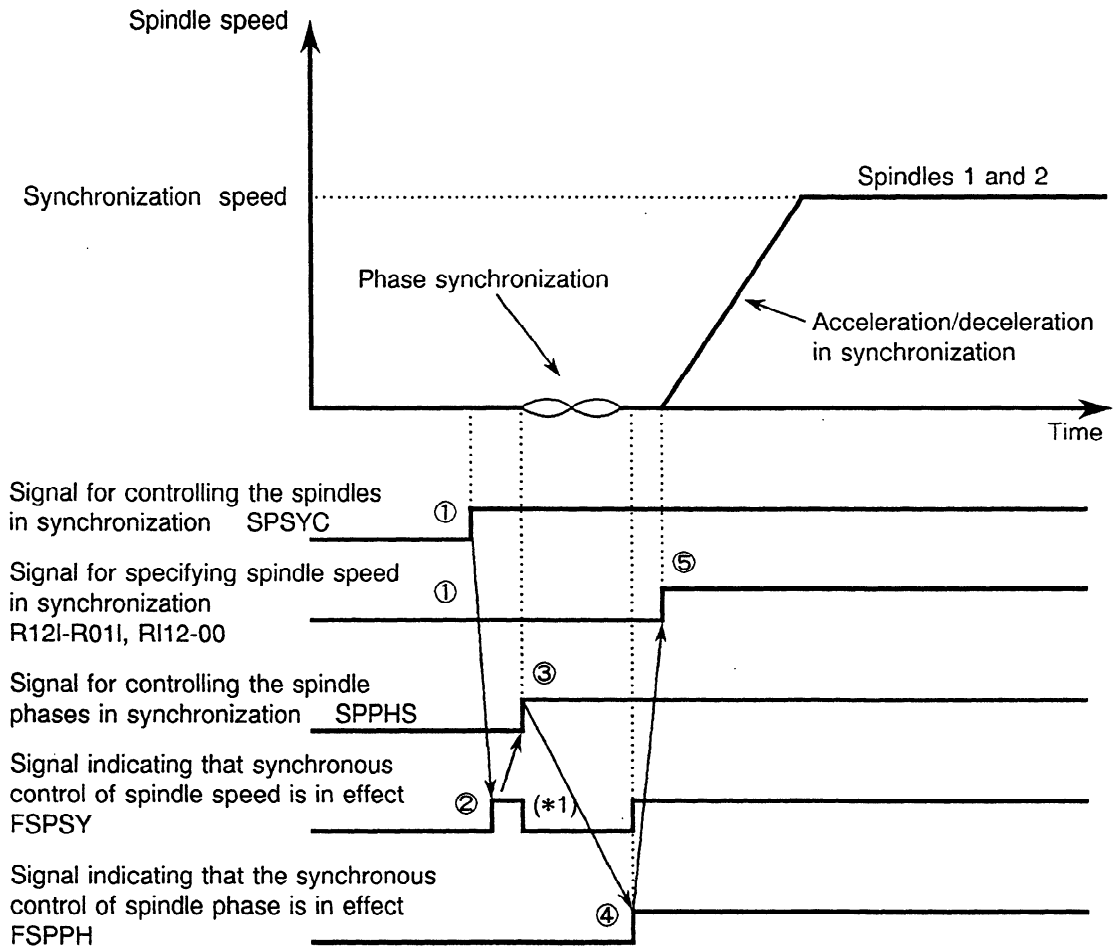 Spindle speed
Synchronization speed
Spindles 1 and 2
Phase synchronization
Acceleration/deceleration
in synchronization
Time
Signal for controlling the spindles
in synchronization SPSYC
①
Signal for specifying spindle speed
in synchronization
R12I-R01I, RI12-00
①
⑤
Signal for controlling the spindle
phases in synchronization SPPHS
③
Signal indicating that synchronous
control of spindle speed is in effect
FSPSY
②
(*1)
Signal indicating that the synchronous
control of spindle phase is in effect
FSPPH
④